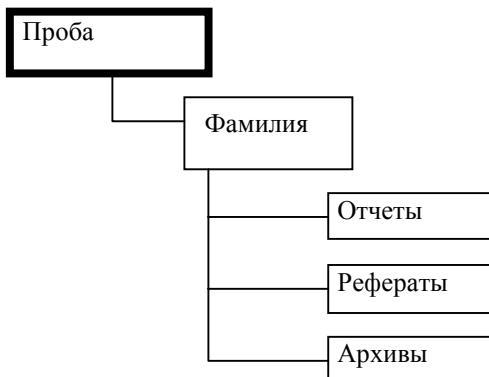 Проба
Фамилия
Отчеты
Рефераты
Архивы